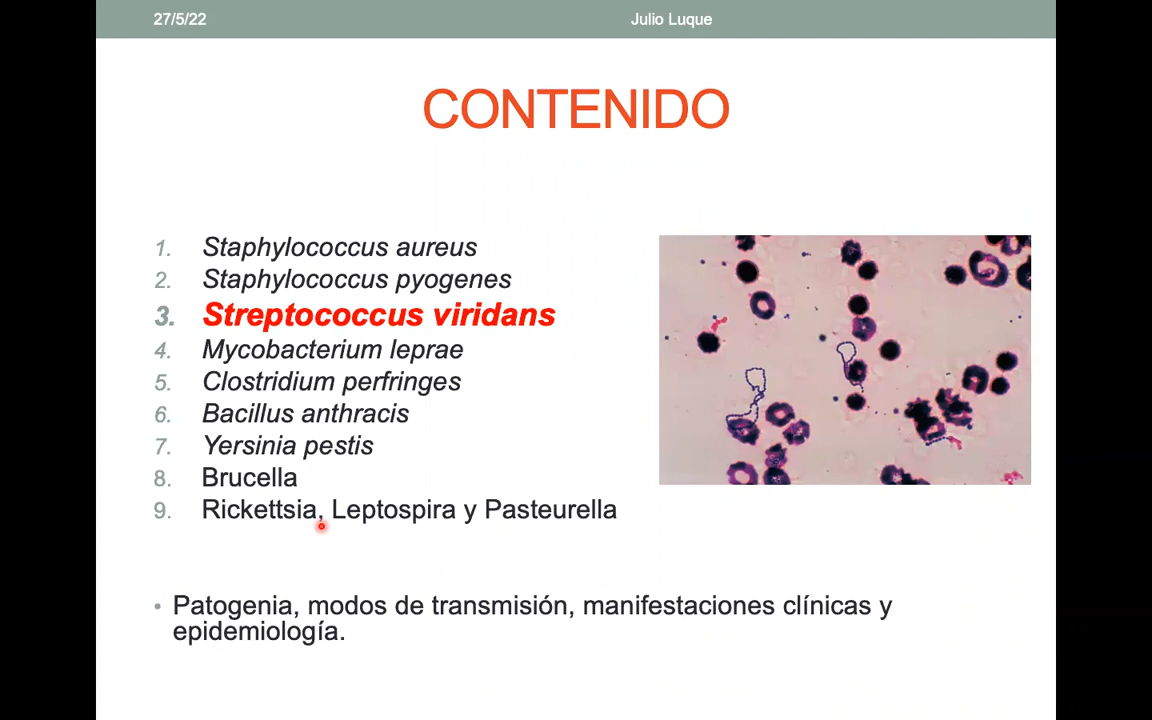 27/5/22
Julio Luque
CONTENIDO
1. Staphylococcus aureus
2. Staphylococcus pyogenes
3. Streptococcus viridans
4. Mycobacterium leprae
5. Clostridium perfringes
6. Bacillus anthracis
7. Yersinia pestis
8. Brucella
9. Rickettsia, Leptospira y Pasteurella
• Patogenia, modos de transmisión, manifestaciones clínicas y
epidemiología.